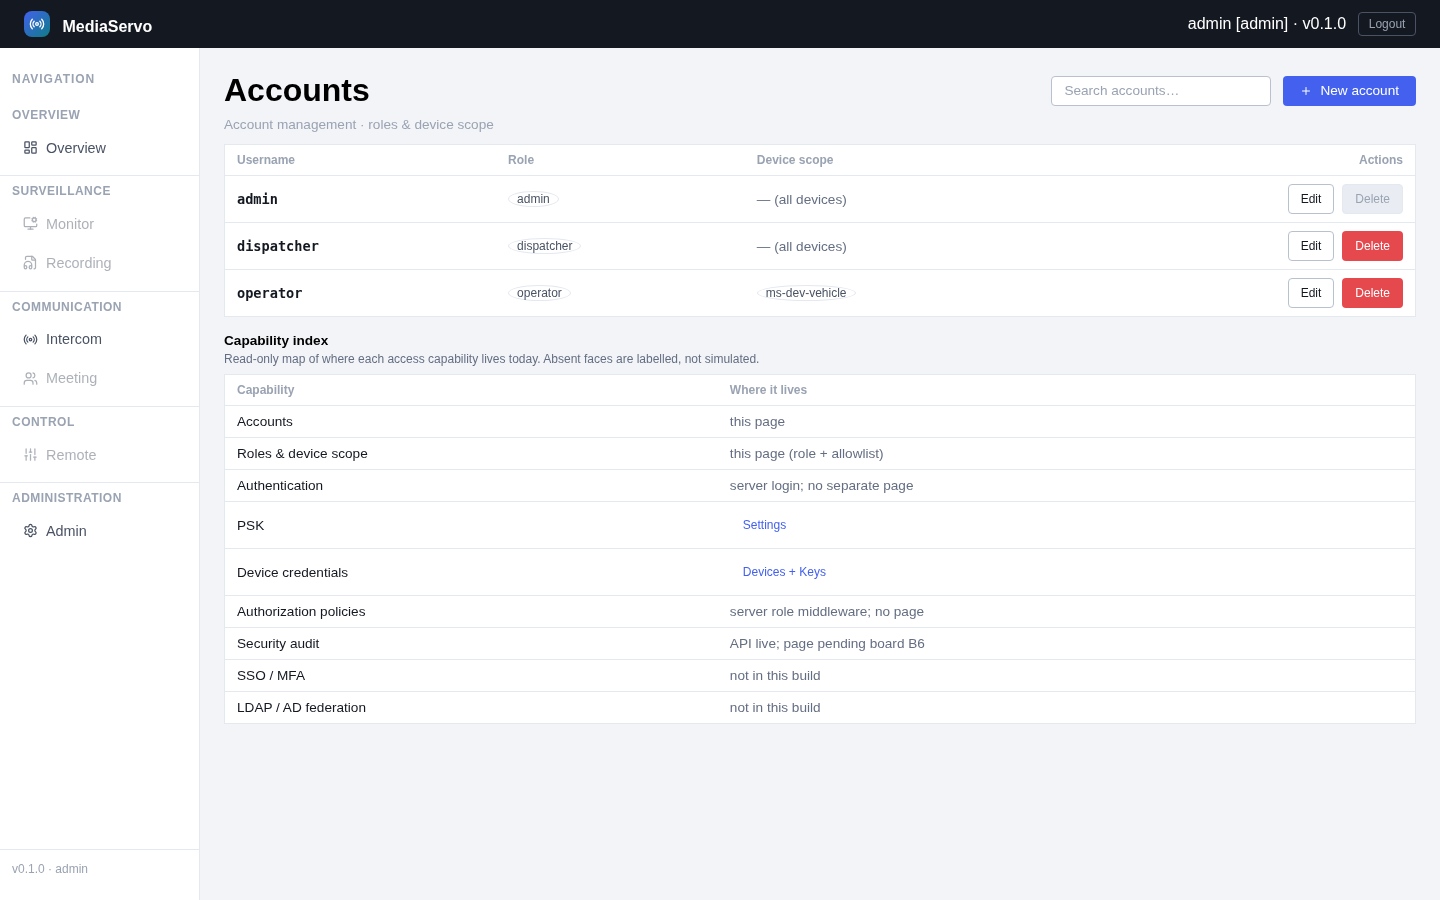 MediaServo
admin [admin] · v0.1.0
Logout
NAVIGATION
OVERVIEW
Overview
SURVEILLANCE
Monitor
Recording
COMMUNICATION
Intercom
Meeting
CONTROL
Remote
ADMINISTRATION
Admin
v0.1.0 · admin
Accounts
Search accounts…
+ New account
Account management · roles & device scope
Username Role Device scope Actions
admin admin — (all devices) Edit Delete
dispatcher dispatcher — (all devices) Edit Delete
operator operator ms-dev-vehicle Edit Delete
Capability index
Read-only map of where each access capability lives today. Absent faces are labelled, not simulated.
Capability Where it lives
Accounts this page
Roles & device scope this page (role + allowlist)
Authentication server login; no separate page
PSK Settings
Device credentials Devices + Keys
Authorization policies server role middleware; no page
Security audit API live; page pending board B6
SSO / MFA not in this build
LDAP / AD federation not in this build